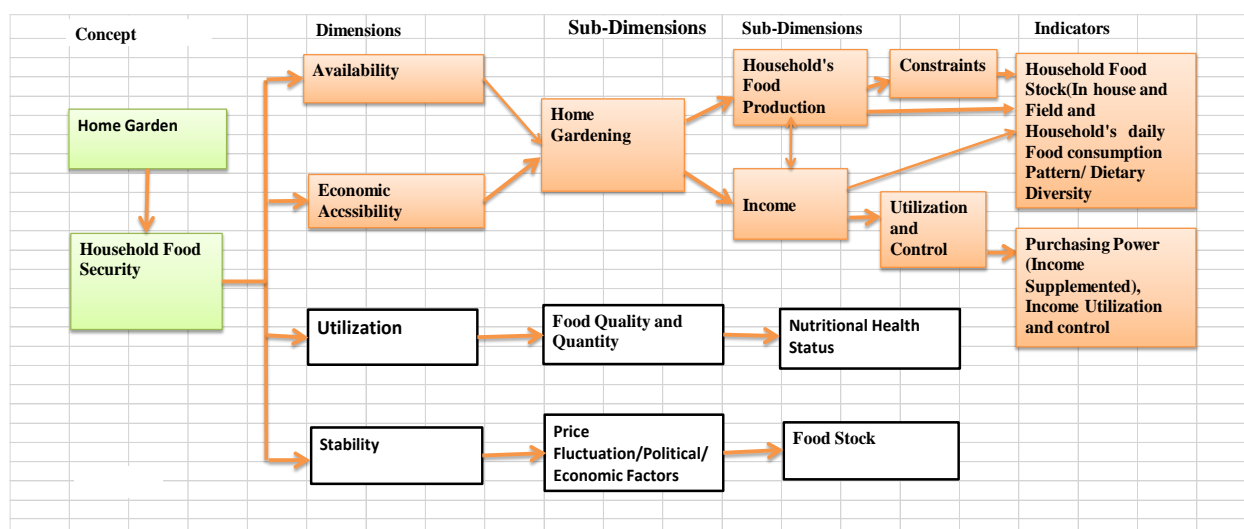 Concept
Dimensions
Sub-Dimensions
Sub-Dimensions
Indicators
Home Garden
Household Food
Security
Availability
Economic
Accssibility
Utilization
Stability
Home
Gardening
Food Quality and
Quantity
Price
Fluctuation/Political/
Economic Factors
Household's
Food
Production
Income
Constraints
Utilization
and
Control
Nutritional Health
Status
Food Stock
Household Food
Stock(In house and
Field and
Household's daily
Food consumption
Pattern/ Dietary
Diversity
Purchasing Power
(Income
Supplemented),
Income Utilization
and control